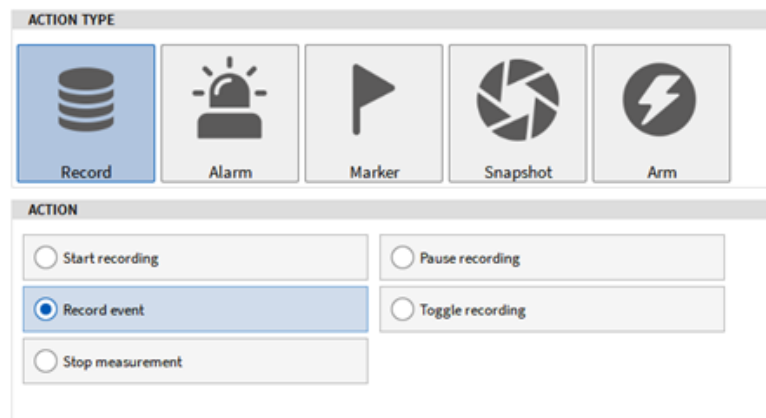 ACTION TYPE
Record Alarm Marker Snapshot Arm
ACTION
Start recording Pause recording
Record event Toggle recording
Stop measurement